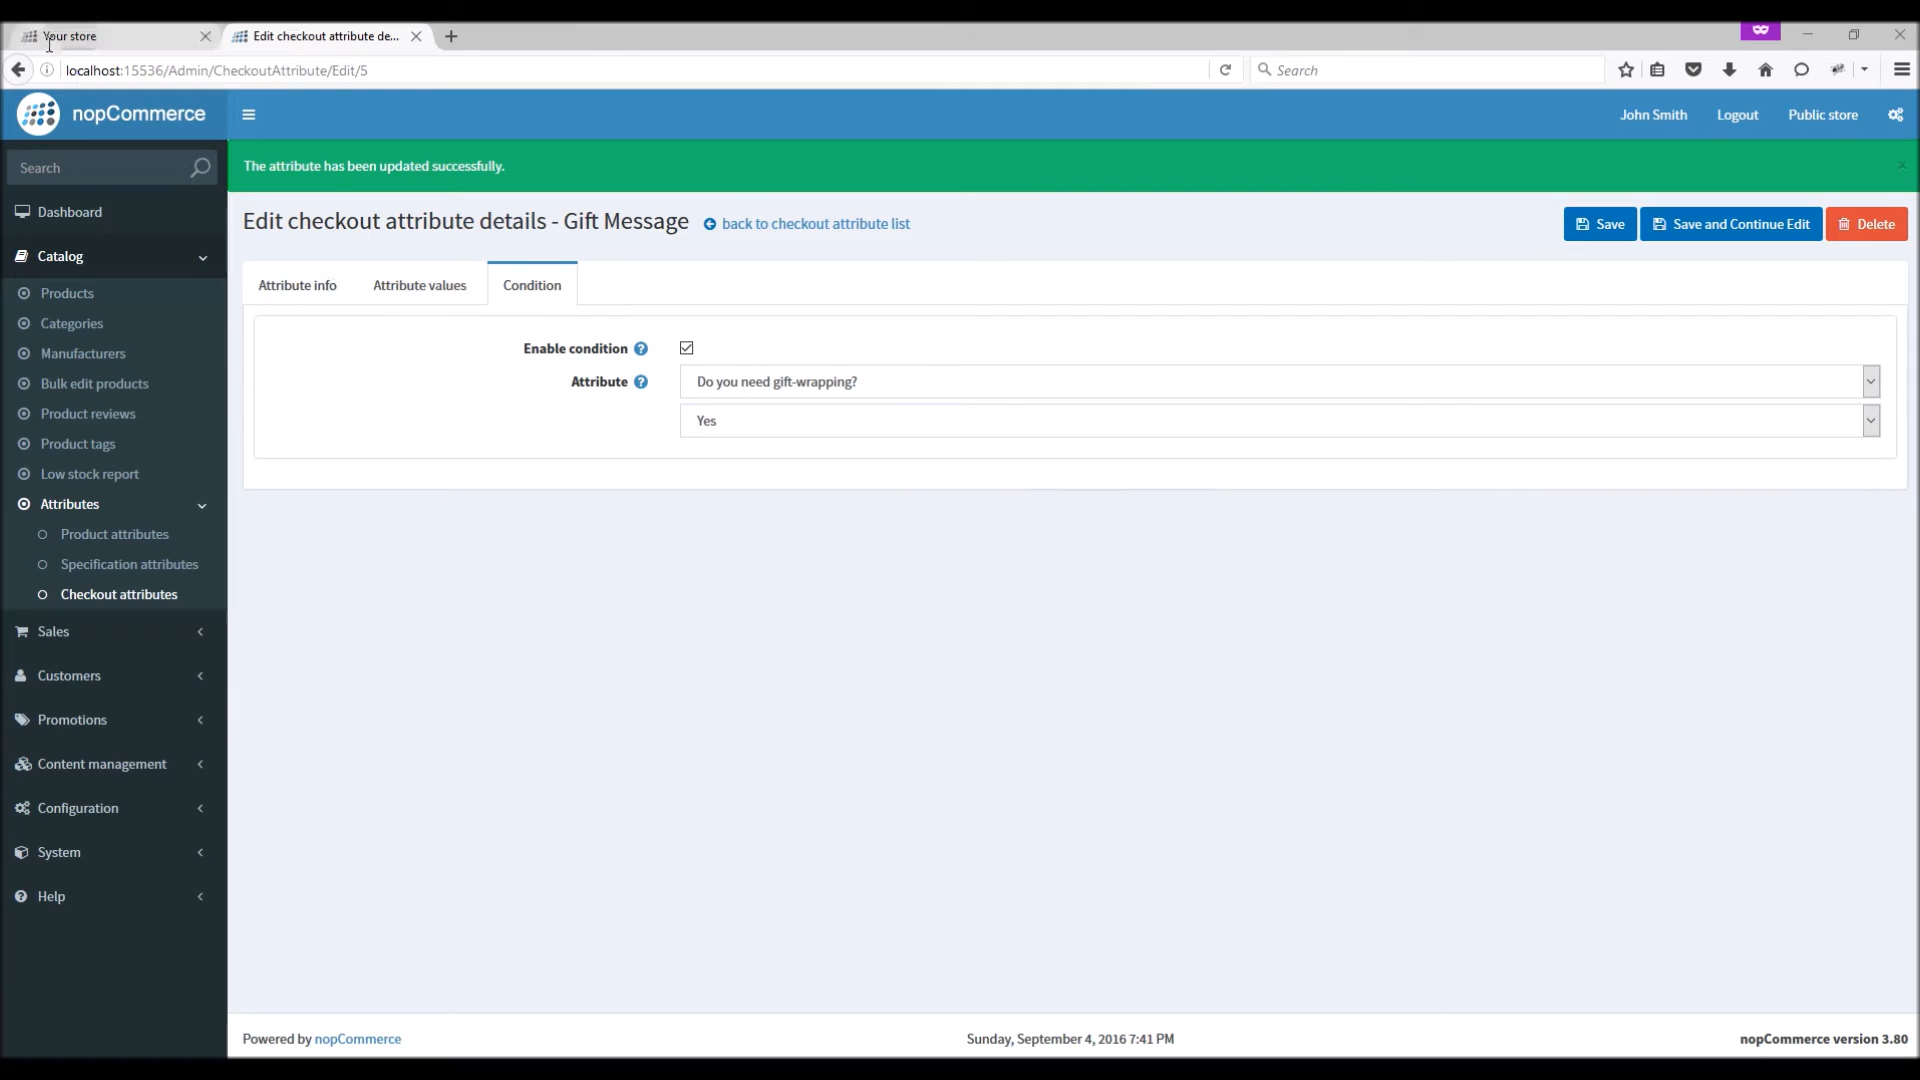 Your store
Edit checkout attribute de...
localhost:15536/Admin/CheckoutAttribute/Edit/5
Search
nopCommerce
John Smith
Logout
Public store
Search
The attribute has been updated successfully.
Dashboard
Catalog
Products
Categories
Manufacturers
Bulk edit products
Product reviews
Product tags
Low stock report
Attributes
Product attributes
Specification attributes
Checkout attributes
Sales
Customers
Promotions
Content management
Configuration
System
Help
Edit checkout attribute details - Gift Message
back to checkout attribute list
Save
Save and Continue Edit
Delete
Attribute info
Attribute values
Condition
Enable condition
Attribute
Do you need gift-wrapping?
Yes
Powered by nopCommerce
Sunday, September 4, 2016 7:41 PM
nopCommerce version 3.80